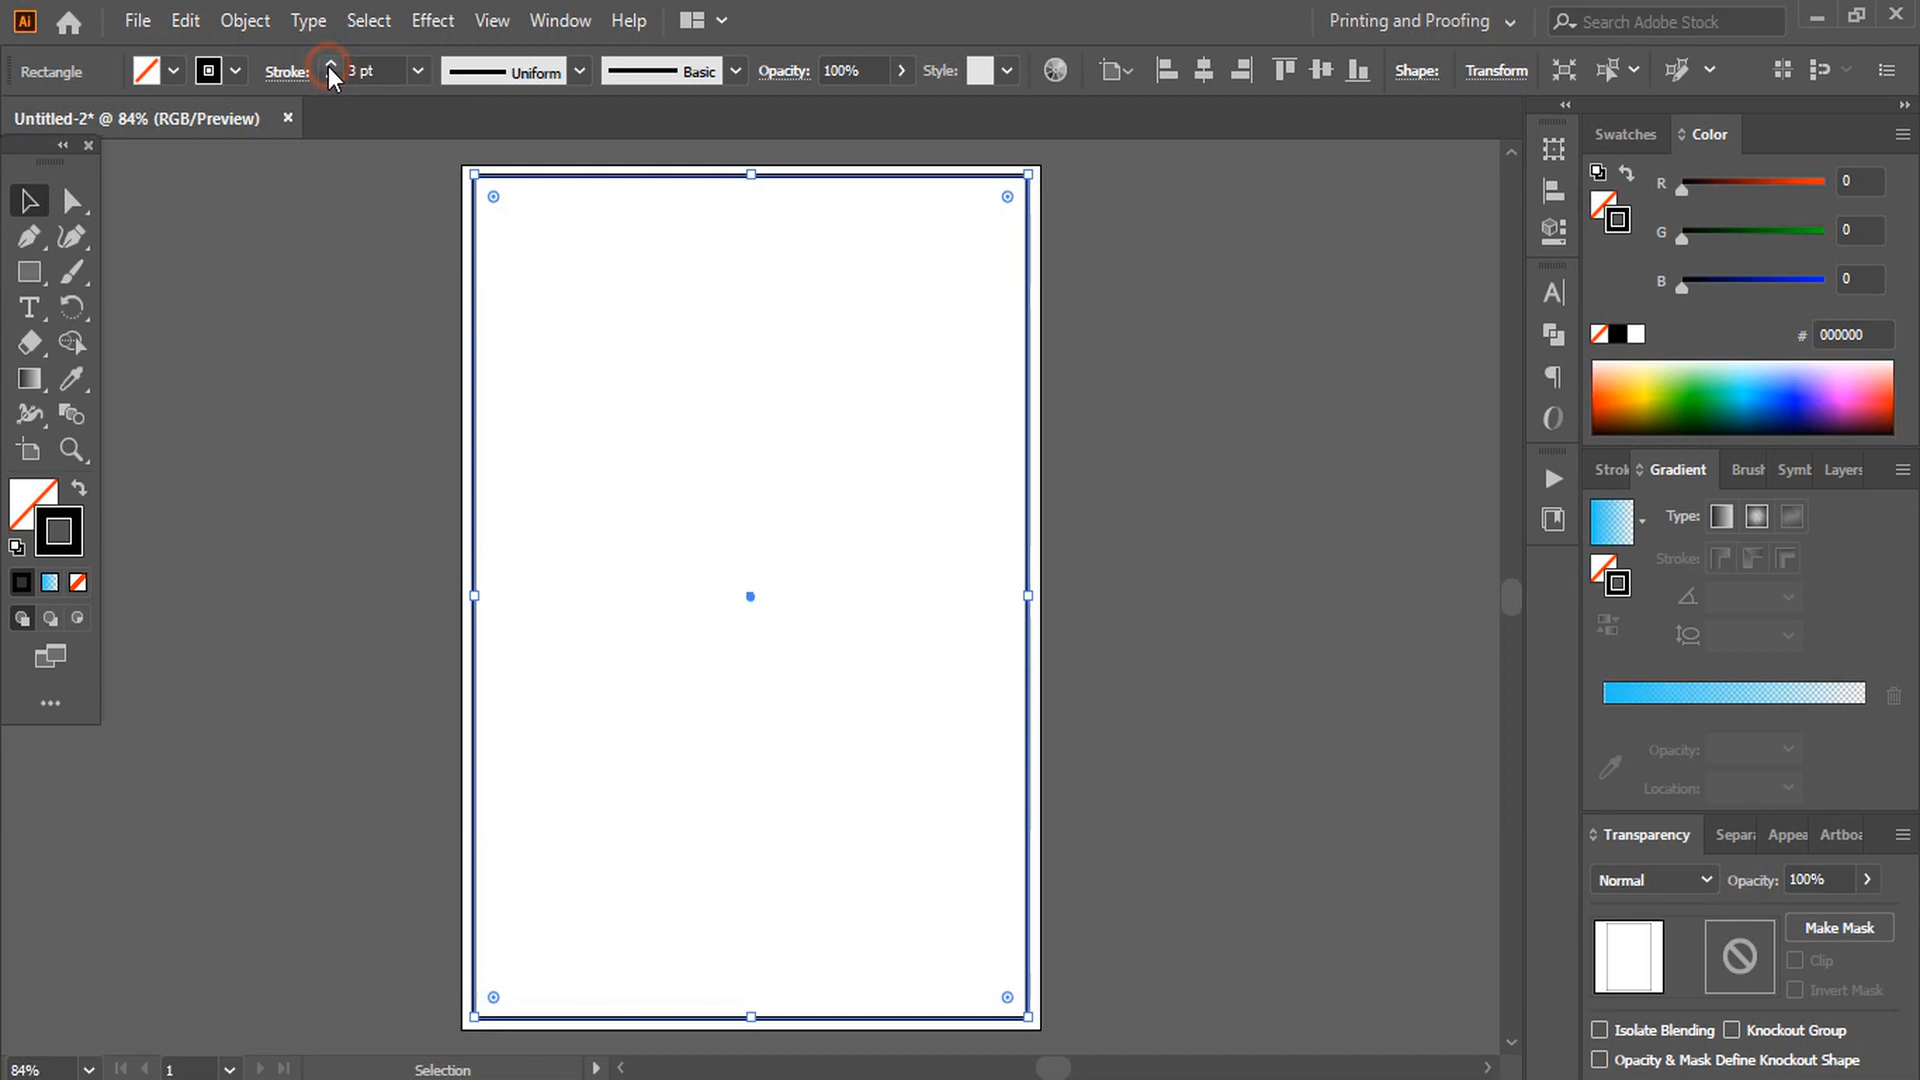 Ai File Edit Object Type Select Effect View Window Help Printing and Proofing Search Adobe Stock
Rectangle Stroke: 3 pt Uniform Basic Opacity: 100% Style: Shape: Transform
Untitled-2* @ 84% (RGB/Preview)
Swatches Color
R 0
G 0
B 0
# 000000
Strok Gradient Brush Symb Layers
Type:
Stroke:
Opacity:
Location:
Transparency Separ Appea Artboa
Normal Opacity: 100%
Make Mask
Clip
Invert Mask
Isolate Blending Knockout Group
Opacity & Mask Define Knockout Shape
84% 1 Selection